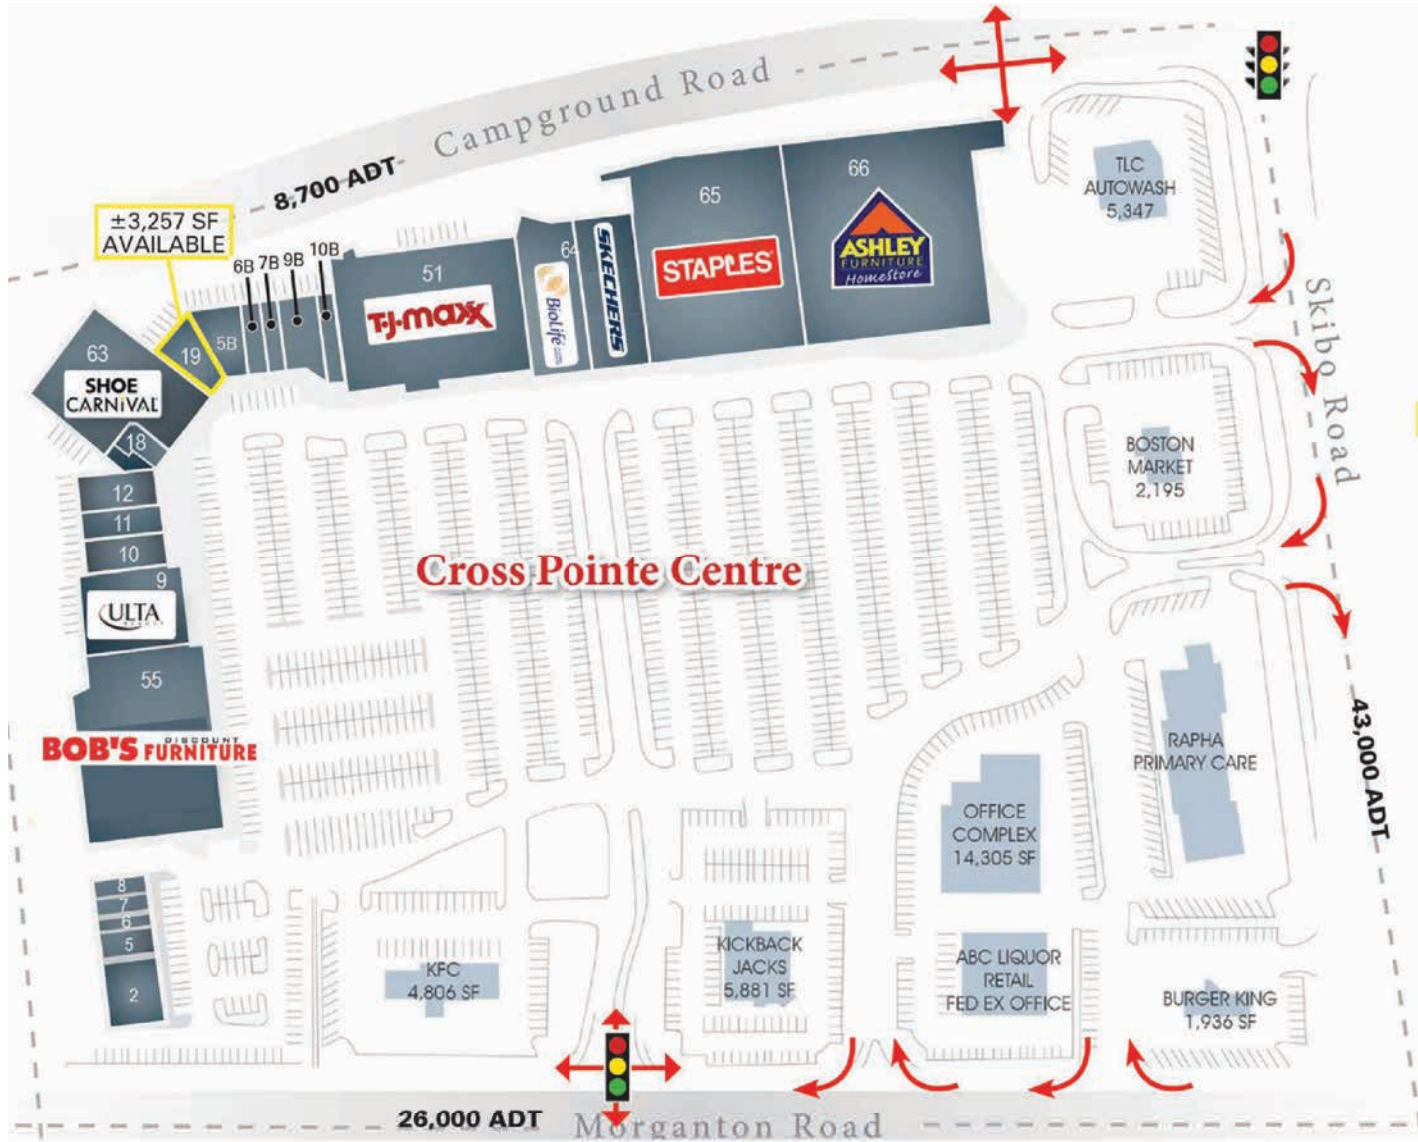 Campground Road
8,700 ADT
±3,257 SF
AVAILABLE
6B
7B
9B
10B
63
SHOE
CARNIVAL
19
5B
51
T•J•maxx
64
BioLife
SKECHERS
65
STAPLES
66
ASHLEY
FURNITURE
HomeStore
TLC
AUTOWASH
5,347
Skibo Road
43,000 ADT
18
12
11
10
9
ULTA
55
BOB'S DISCOUNT FURNITURE
Cross Pointe Centre
BOSTON
MARKET
2,195
RAPHA
PRIMARY CARE
OFFICE
COMPLEX
14,305 SF
8
7
6
5
2
KFC
4,806 SF
KICKBACK
JACKS
5,881 SF
ABC LIQUOR
RETAIL
FED EX OFFICE
BURGER KING
1,936 SF
26,000 ADT
Morganton Road